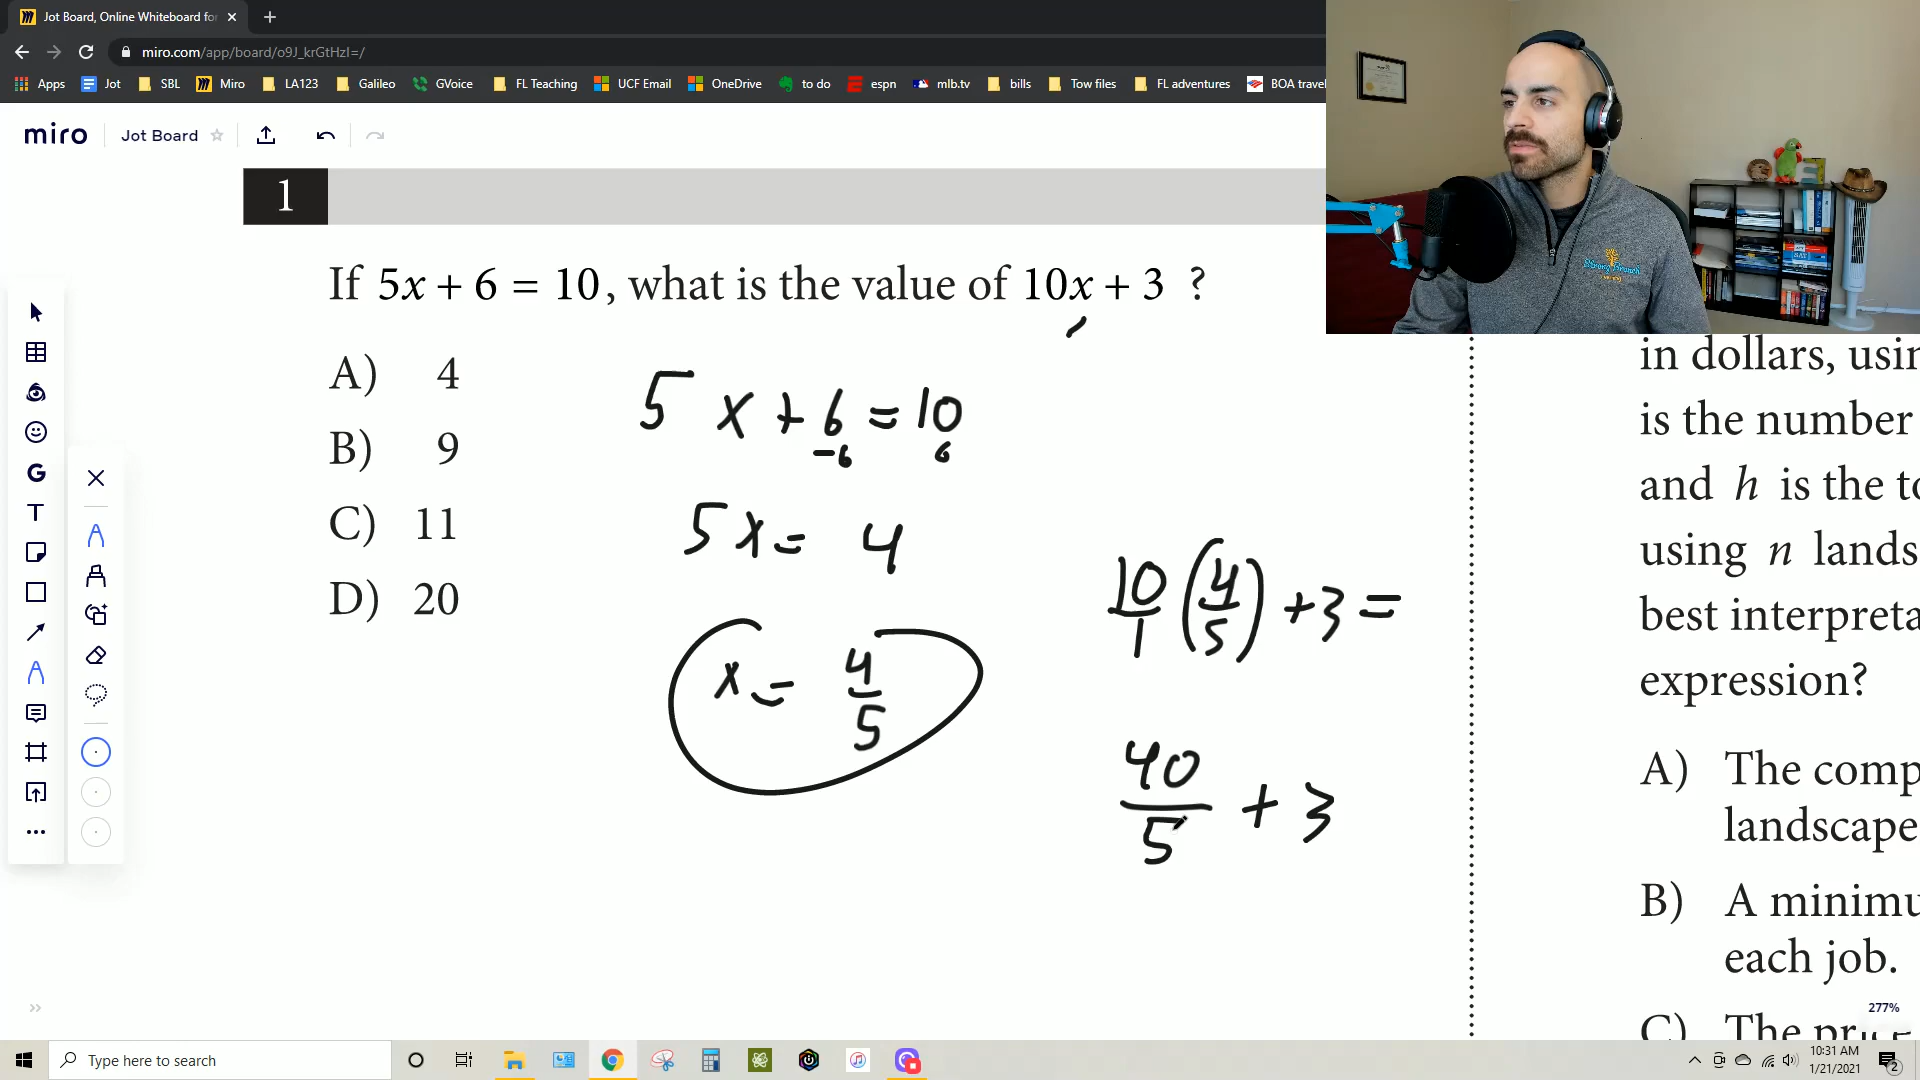 Jot Board, Online Whiteboard for
miro.com/app/board/o9J_krGtHzI=/
Apps Jot SBL Miro LA123 Galileo GVoice FL Teaching UCF Email OneDrive to do espn mlb.tv bills Tow files FL adventures BOA travel
miro Jot Board
1
If 5x + 6 = 10, what is the value of 10x + 3 ?
A) 4
B) 9
C) 11
D) 20
5x + 6 = 10
-6 6
5x = 4
x = 4/5
10/1 (4/5) + 3 =
40/5 + 3
in dollars, usin
is the number
and h is the to
using n lands
best interpreta
expression?
A) The comp
landscape
B) A minimu
each job.
C) The price
277%
Type here to search
10:31 AM
1/21/2021
2